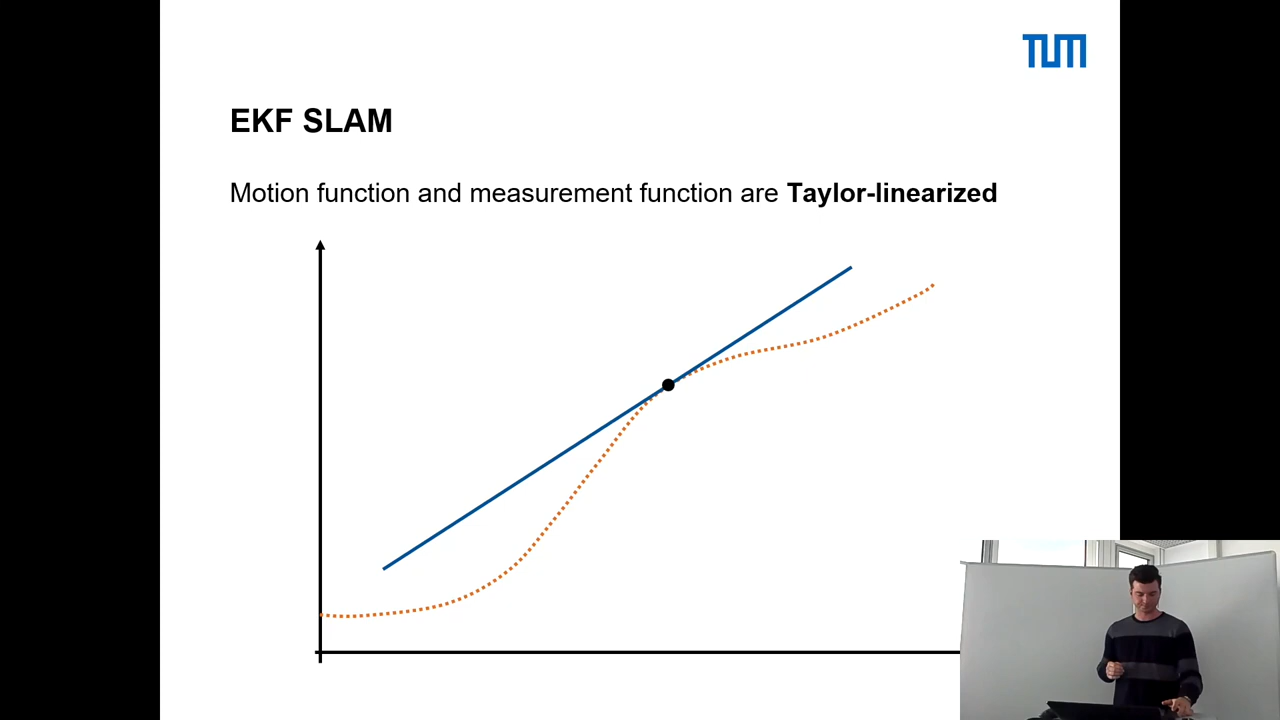 TUM
EKF SLAM
Motion function and measurement function are Taylor-linearized